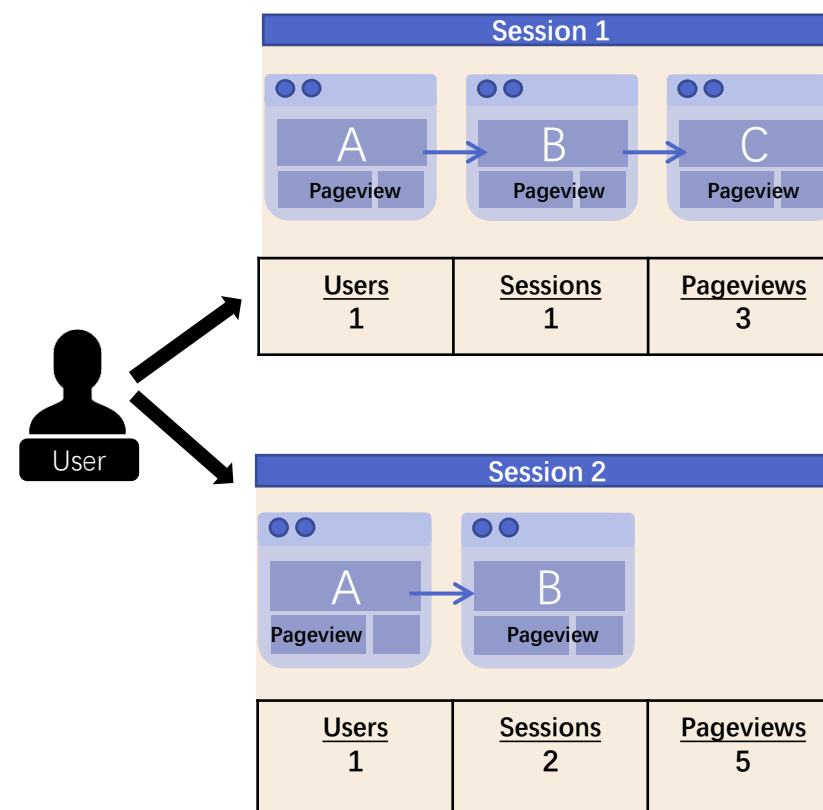 Session 1
A
B
C
Pageview
Pageview
Pageview
Users
Sessions
Pageviews
1
1
3
User
Session 2
A
B
Pageview
Pageview
Users
Sessions
Pageviews
1
2
5